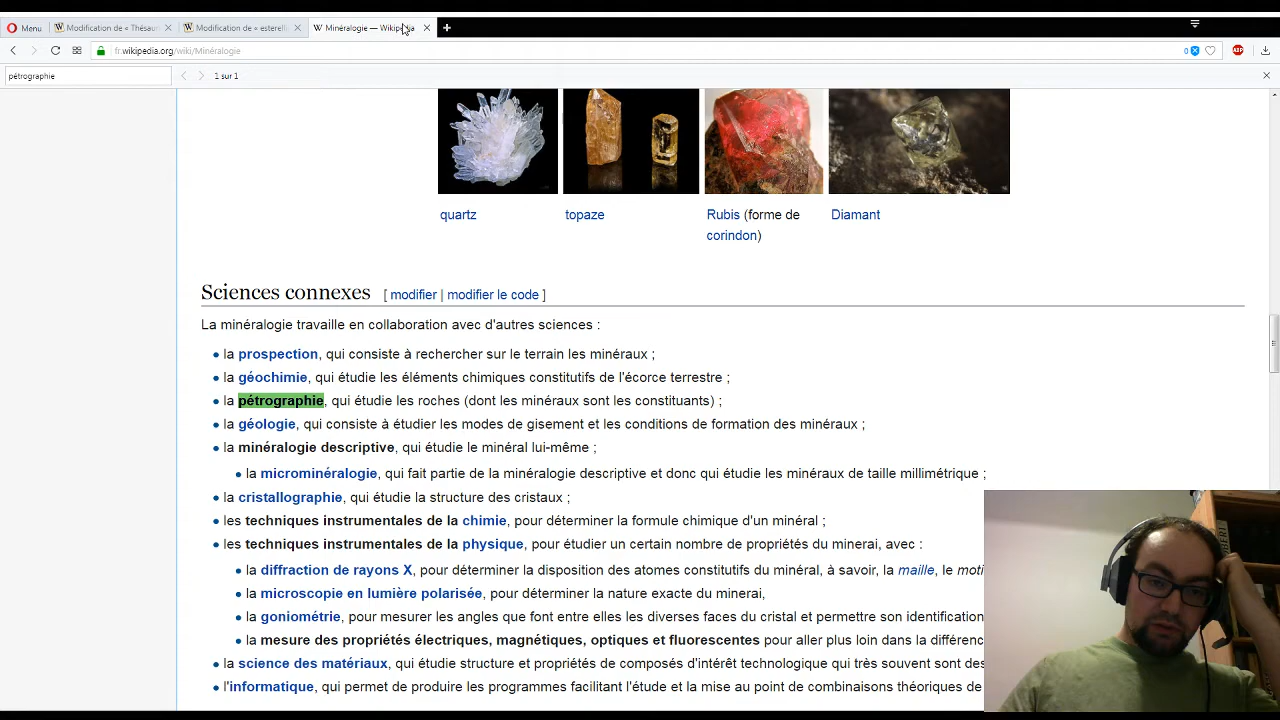 Menu
Modification de « Thésau
Modification de « esterell
Minéralogie — Wikipedia
fr.wikipedia.org/wiki/Minéralogie
0
ABP
pétrographie
1 sur 1
quartz
topaze
Rubis (forme de
corindon)
Diamant
Sciences connexes [ modifier | modifier le code ]
La minéralogie travaille en collaboration avec d'autres sciences :
la prospection, qui consiste à rechercher sur le terrain les minéraux ;
la géochimie, qui étudie les éléments chimiques constitutifs de l'écorce terrestre ;
la pétrographie, qui étudie les roches (dont les minéraux sont les constituants) ;
la géologie, qui consiste à étudier les modes de gisement et les conditions de formation des minéraux ;
la minéralogie descriptive, qui étudie le minéral lui-même ;
la microminéralogie, qui fait partie de la minéralogie descriptive et donc qui étudie les minéraux de taille millimétrique ;
la cristallographie, qui étudie la structure des cristaux ;
les techniques instrumentales de la chimie, pour déterminer la formule chimique d'un minéral ;
les techniques instrumentales de la physique, pour étudier un certain nombre de propriétés du minerai, avec :
la diffraction de rayons X, pour déterminer la disposition des atomes constitutifs du minéral, à savoir, la maille, le moti
la microscopie en lumière polarisée, pour déterminer la nature exacte du minerai,
la goniométrie, pour mesurer les angles que font entre elles les diverses faces du cristal et permettre son identification
la mesure des propriétés électriques, magnétiques, optiques et fluorescentes pour aller plus loin dans la différenc
la science des matériaux, qui étudie structure et propriétés de composés d'intérêt technologique qui très souvent sont des
l'informatique, qui permet de produire les programmes facilitant l'étude et la mise au point de combinaisons théoriques de